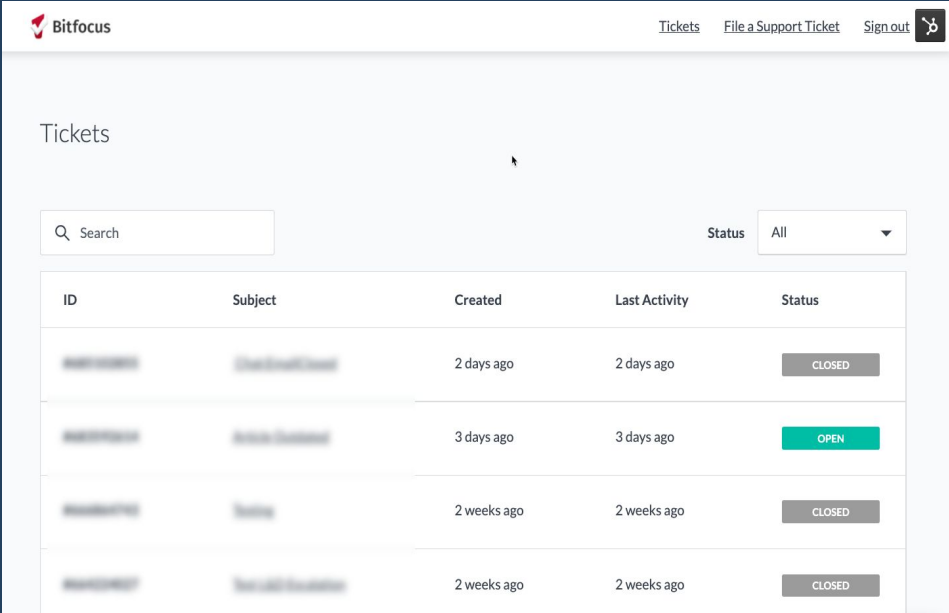 Bitfocus
Tickets File a Support Ticket Sign out
Tickets
Search Status All
ID Subject Created Last Activity Status
2 days ago 2 days ago CLOSED
3 days ago 3 days ago OPEN
2 weeks ago 2 weeks ago CLOSED
2 weeks ago 2 weeks ago CLOSED